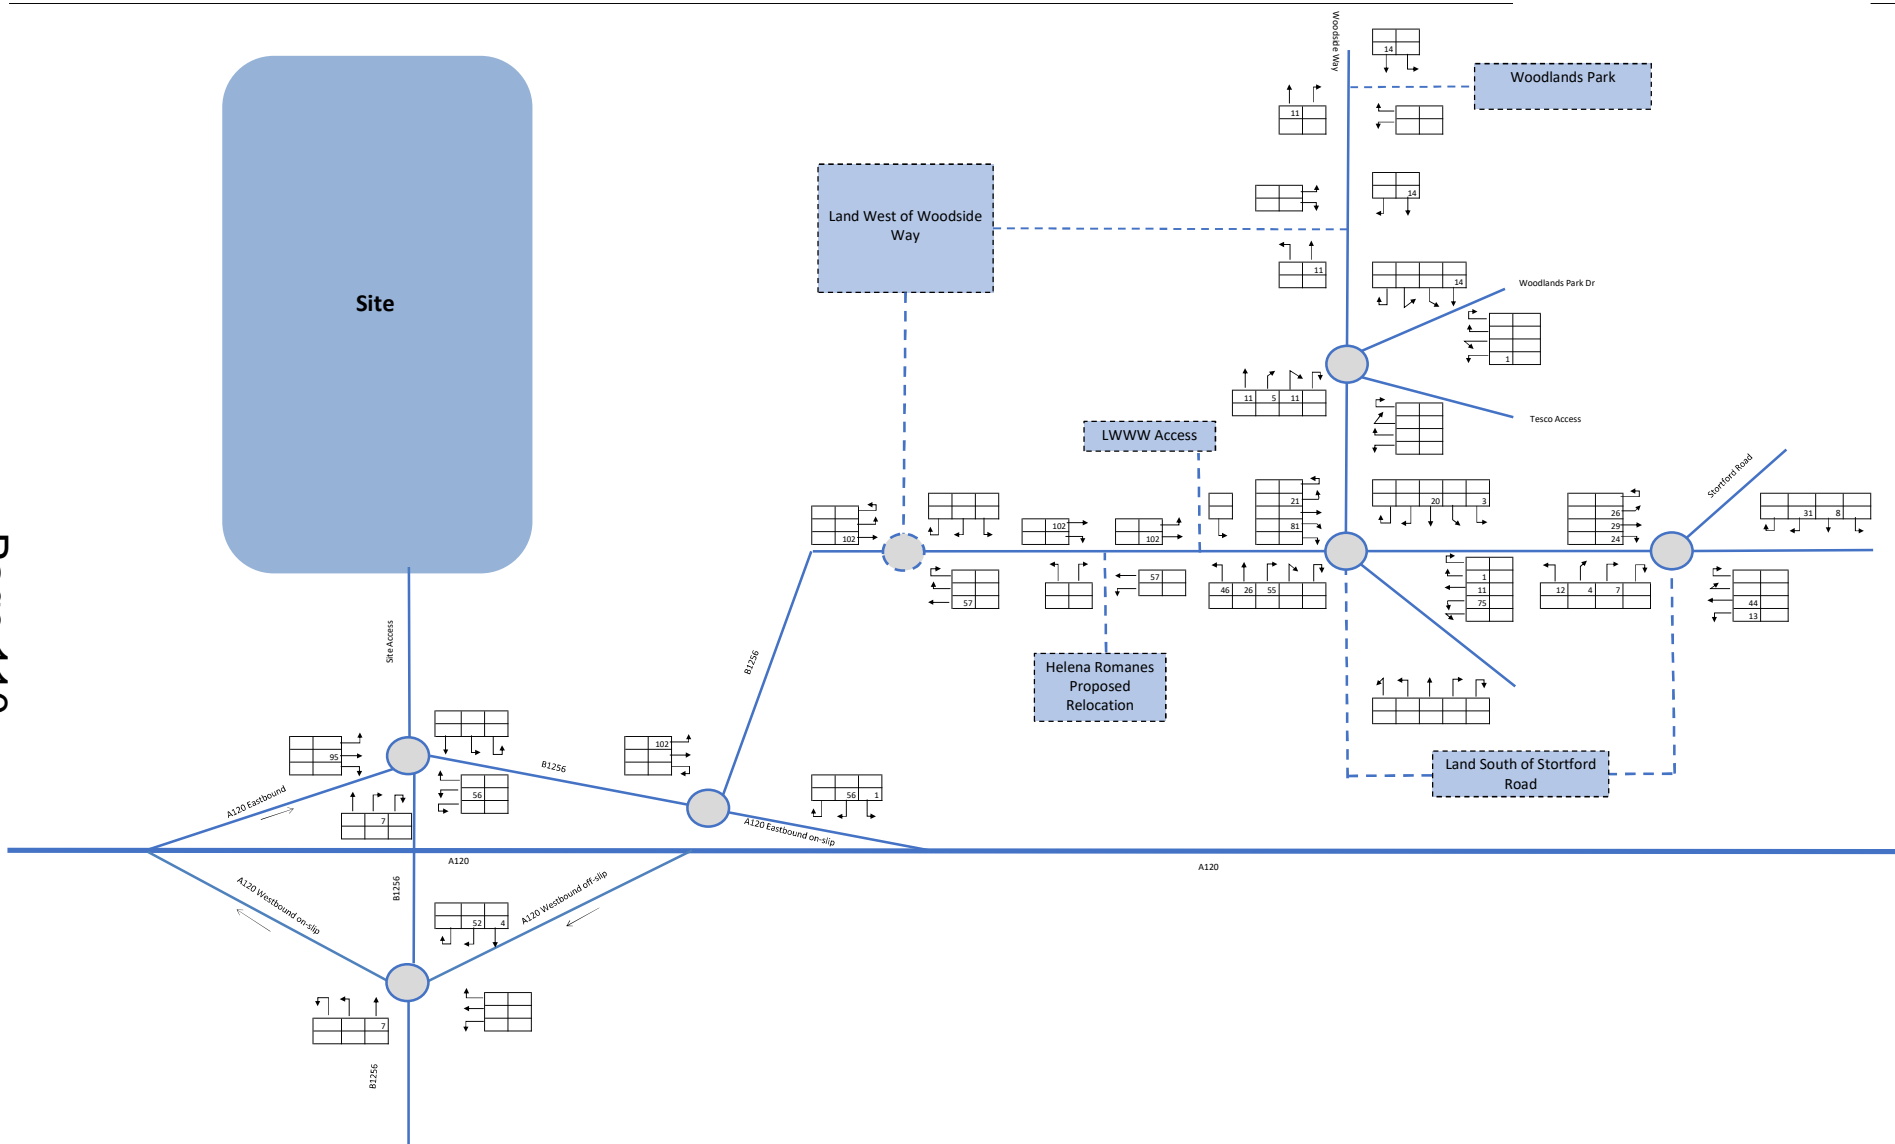 Woodside Way
14
Woodlands Park
11
14
Land West of Woodside
Way
11
14
Woodlands Park Dr
Site
1
11 5 11
Tesco Access
LWWW Access
Stortford Road
21
81
20 3
26
29
24
31 8
102
102
102
57
57
46 26 55
1
11
75
12 4 7
44
13
Site Access
B1256
Helena Romanes
Proposed
Relocation
Land South of Stortford
Road
95
56
B1256
102
56 1
A120 Eastbound
7
A120 Eastbound on-slip
A120
A120
B1256
A120 Westbound on-slip
52 4
A120 Westbound off-slip
7
B1256